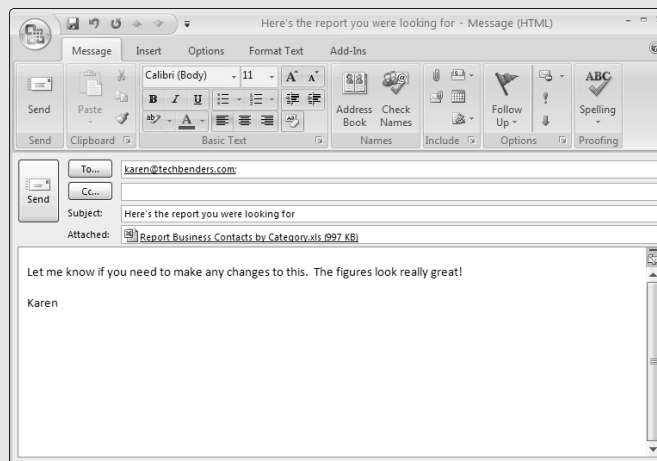 Here's the report you were looking for - Message (HTML)
Message Insert Options Format Text Add-Ins
Calibri (Body) 11 A A
B I U
ab A Aa
Send Paste Address Book Check Names Follow Up ABC Spelling
Send Clipboard Basic Text Names Include Options Proofing
Send
To... karen@techbenders.com;
Cc...
Subject: Here's the report you were looking for
Attached: Report Business Contacts by Category.xls (997 KB)
Let me know if you need to make any changes to this.  The figures look really great!
Karen